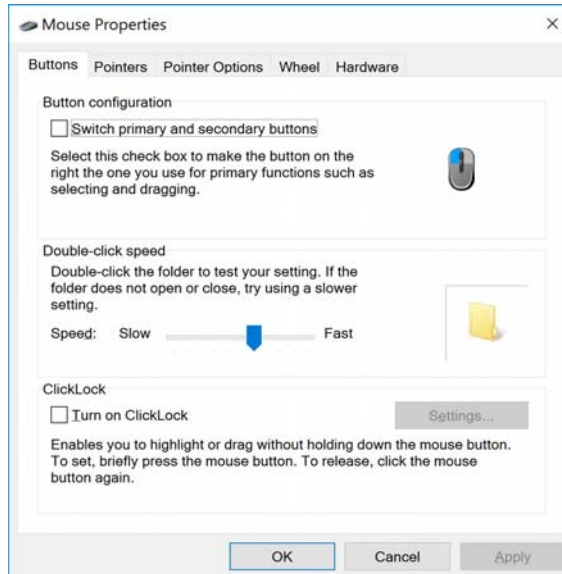 Mouse Properties
Buttons Pointers Pointer Options Wheel Hardware
Button configuration
Switch primary and secondary buttons
Select this check box to make the button on the
right the one you use for primary functions such as
selecting and dragging.
Double-click speed
Double-click the folder to test your setting. If the
folder does not open or close, try using a slower
setting.
Speed: Slow Fast
ClickLock
Turn on ClickLock Settings...
Enables you to highlight or drag without holding down the mouse button.
To set, briefly press the mouse button. To release, click the mouse
button again.
OK Cancel Apply